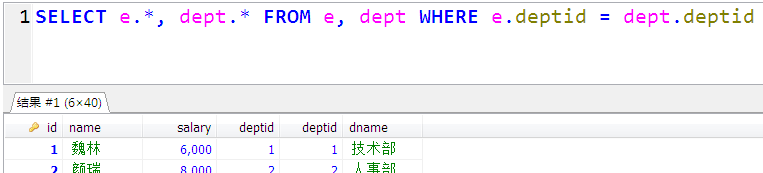 1 SELECT e.*, dept.* FROM e, dept WHERE e.deptid = dept.deptid
结果 #1 (6×40)
id name salary deptid deptid dname
1 魏林 6,000 1 1 技术部
2 颜瑞 8,000 2 2 人事部